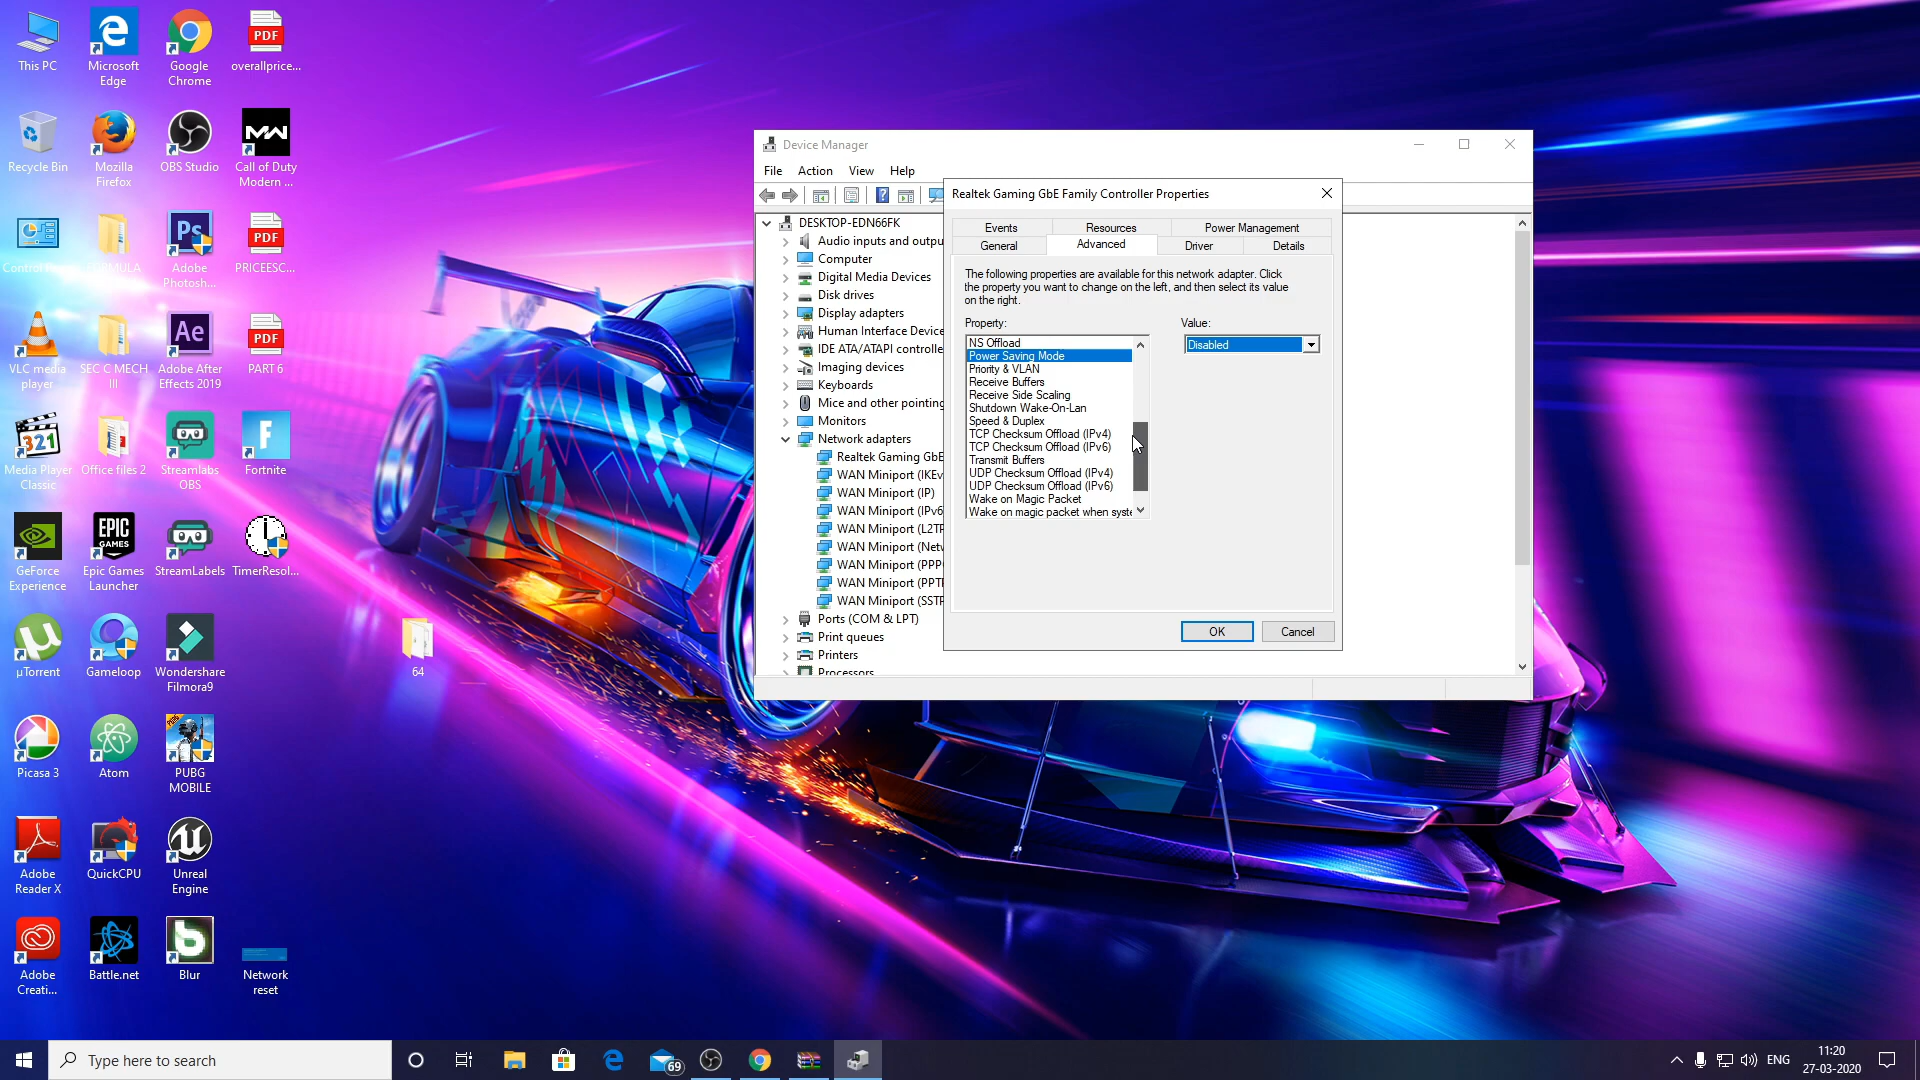 This PC
Microsoft
Edge
Google
Chrome
PDF
overallprice...
Recycle Bin
Mozilla
Firefox
OBS Studio
MW
Call of Duty
Modern ...
Ps
Adobe
Photosh...
PDF
PRICEESC...
VLC media
player
SEC C MECH
III
Ae
Adobe After
Effects 2019
PDF
PART 6
321
Media Player
Classic
Office files 2
Streamlabs
OBS
F
Fortnite
GeForce
Experience
EPIC
GAMES
Epic Games
Launcher
StreamLabels
TimerResol...
µTorrent
Gameloop
Wondershare
Filmora9
64
Picasa 3
Atom
PUBG
MOBILE
Adobe
Reader X
QuickCPU
Unreal
Engine
Adobe
Creati...
Battle.net
b
Blur
Network
reset
Device Manager
File
Action
View
Help
DESKTOP-EDN66FK
Audio inputs and outpu
Computer
Digital Media Devices
Disk drives
Display adapters
Human Interface Device
IDE ATA/ATAPI controlle
Imaging devices
Keyboards
Mice and other pointing
Monitors
Network adapters
Realtek Gaming GbE
WAN Miniport (IKEv
WAN Miniport (IP)
WAN Miniport (IPv6
WAN Miniport (L2TP
WAN Miniport (Netw
WAN Miniport (PPPO
WAN Miniport (PPTP
WAN Miniport (SSTP
Ports (COM & LPT)
Print queues
Printers
Processors
Realtek Gaming GbE Family Controller Properties
Events
Resources
Power Management
General
Advanced
Driver
Details
The following properties are available for this network adapter. Click
the property you want to change on the left, and then select its value
on the right.
Property:
Value:
NS Offload
Power Saving Mode
Priority & VLAN
Receive Buffers
Receive Side Scaling
Shutdown Wake-On-Lan
Speed & Duplex
TCP Checksum Offload (IPv4)
TCP Checksum Offload (IPv6)
Transmit Buffers
UDP Checksum Offload (IPv4)
UDP Checksum Offload (IPv6)
Wake on Magic Packet
Wake on magic packet when syste
Disabled
OK
Cancel
Type here to search
69
ENG
11:20
27-03-2020